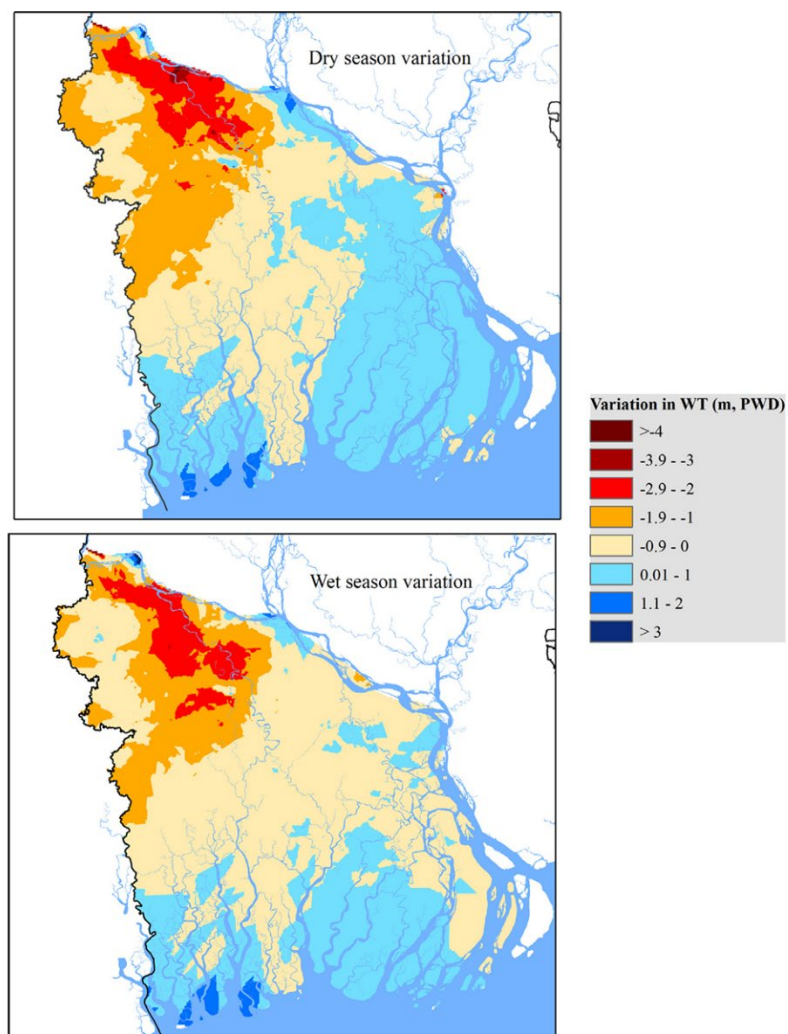 Dry season variation
Variation in WT (m, PWD)
>-4
-3.9 - -3
-2.9 - -2
-1.9 - -1
-0.9 - 0
0.01 - 1
1.1 - 2
> 3
Wet season variation